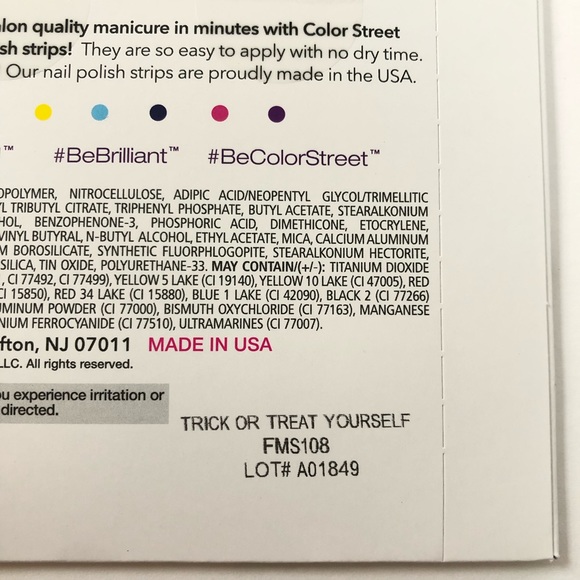 lon quality manicure in minutes with Color Street
sh strips! They are so easy to apply with no dry time.
Our nail polish strips are proudly made in the USA.
™ #BeBrilliant™ #BeColorStreet™
OPOLYMER, NITROCELLULOSE, ADIPIC ACID/NEOPENTYL GLYCOL/TRIMELLITIC
YL TRIBUTYL CITRATE, TRIPHENYL PHOSPHATE, BUTYL ACETATE, STEARALKONIUM
HOL, BENZOPHENONE-3, PHOSPHORIC ACID, DIMETHICONE, ETOCRYLENE,
VINYL BUTYRAL, N-BUTYL ALCOHOL, ETHYL ACETATE, MICA, CALCIUM ALUMINUM
M BOROSILICATE, SYNTHETIC FLUORPHLOGOPITE, STEARALKONIUM HECTORITE,
SILICA, TIN OXIDE, POLYURETHANE-33. MAY CONTAIN/(+/-): TITANIUM DIOXIDE
, CI 77492, CI 77499), YELLOW 5 LAKE (CI 19140), YELLOW 10 LAKE (CI 47005), RED
CI 15850), RED 34 LAKE (CI 15880), BLUE 1 LAKE (CI 42090), BLACK 2 (CI 77266)
UMINUM POWDER (CI 77000), BISMUTH OXYCHLORIDE (CI 77163), MANGANESE
NIUM FERROCYANIDE (CI 77510), ULTRAMARINES (CI 77007).
ifton, NJ 07011 MADE IN USA
LLC. All rights reserved.
ou experience irritation or
directed.
TRICK OR TREAT YOURSELF
FMS108
LOT# A01849